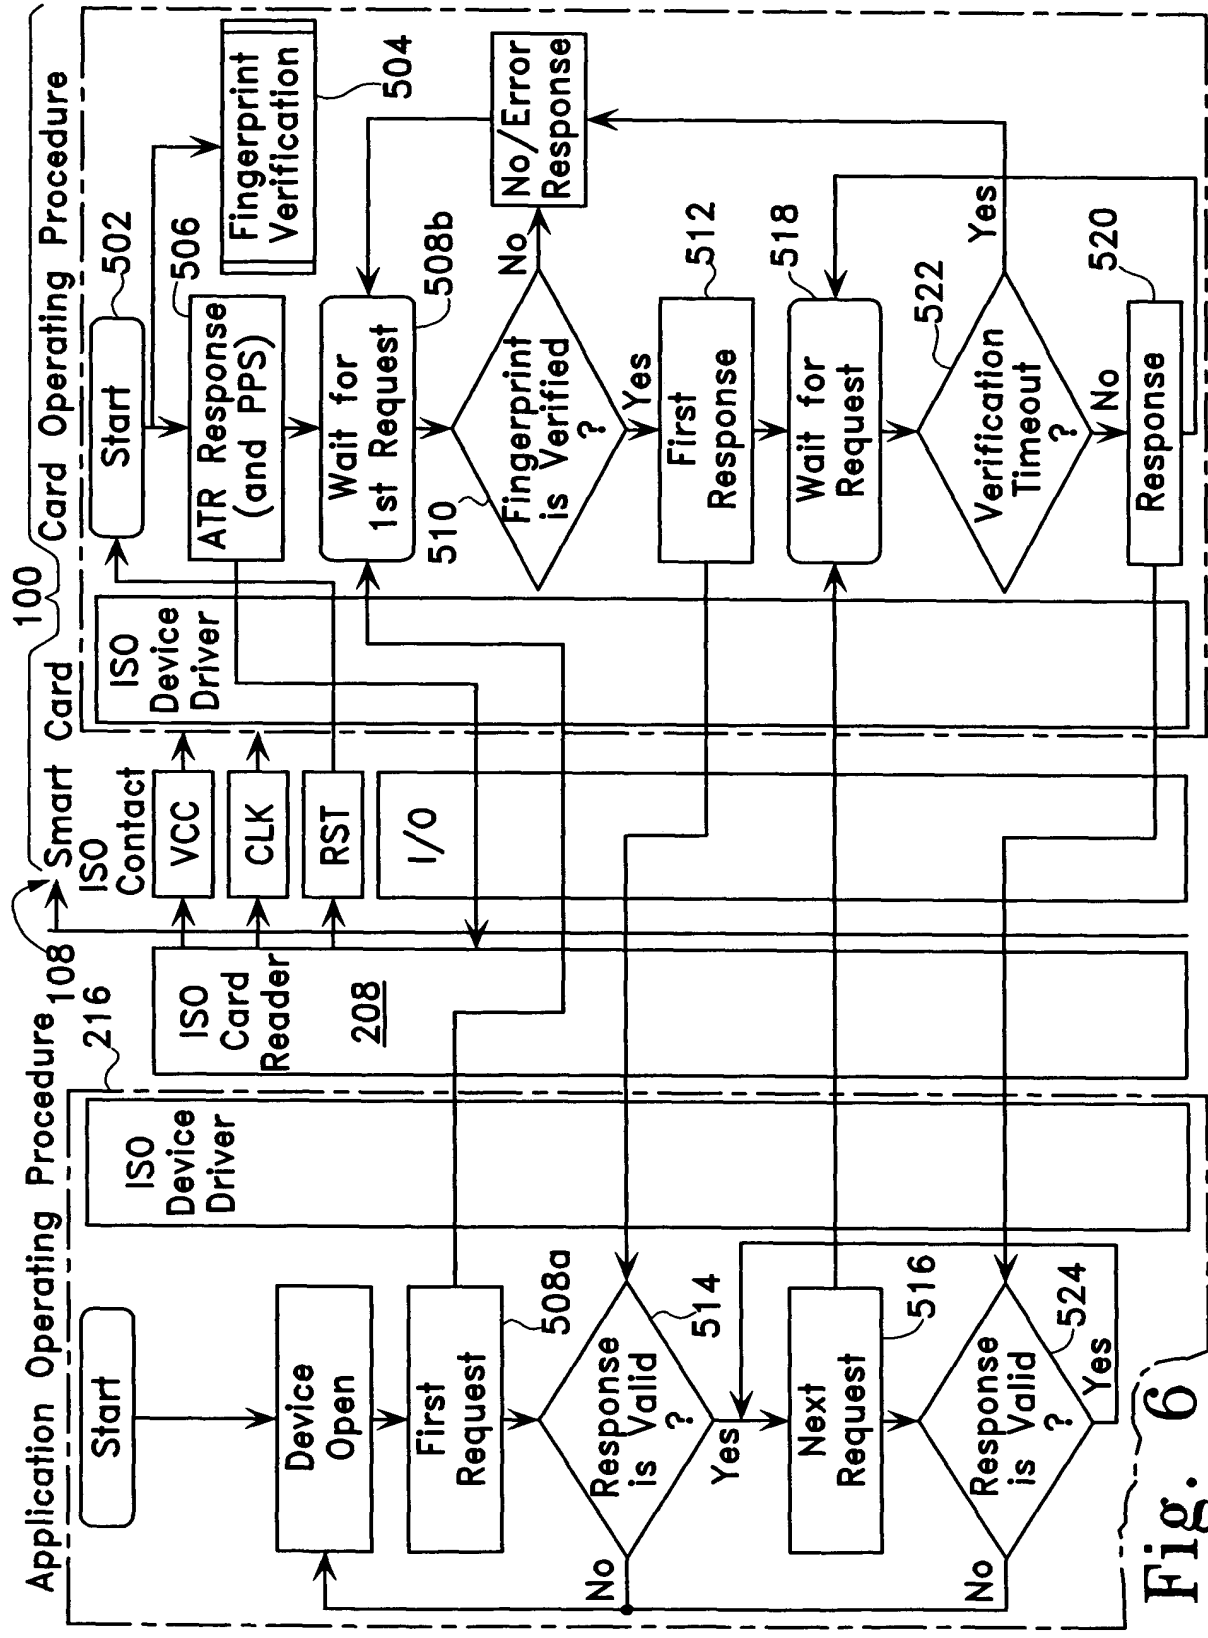 Application Operating Procedure
216
108
Smart Card
100
Card Operating Procedure
Start
Device
Open
First
Request
508a
Response
is Valid
?
514
Yes
No
Next
Request
516
Response
is Valid
?
524
Yes
No
ISO
Device
Driver
ISO
Card
Reader
208
ISO
Contact
VCC
CLK
RST
I/O
ISO
Device
Driver
Start
502
Fingerprint
Verification
504
ATR Response
(and PPS)
506
Wait for
1st Request
508b
Fingerprint
is Verified
?
510
No
No/Error
Response
Yes
First
Response
512
Wait for
Request
518
Verification
Timeout
?
522
Yes
No
Response
520
Fig. 6